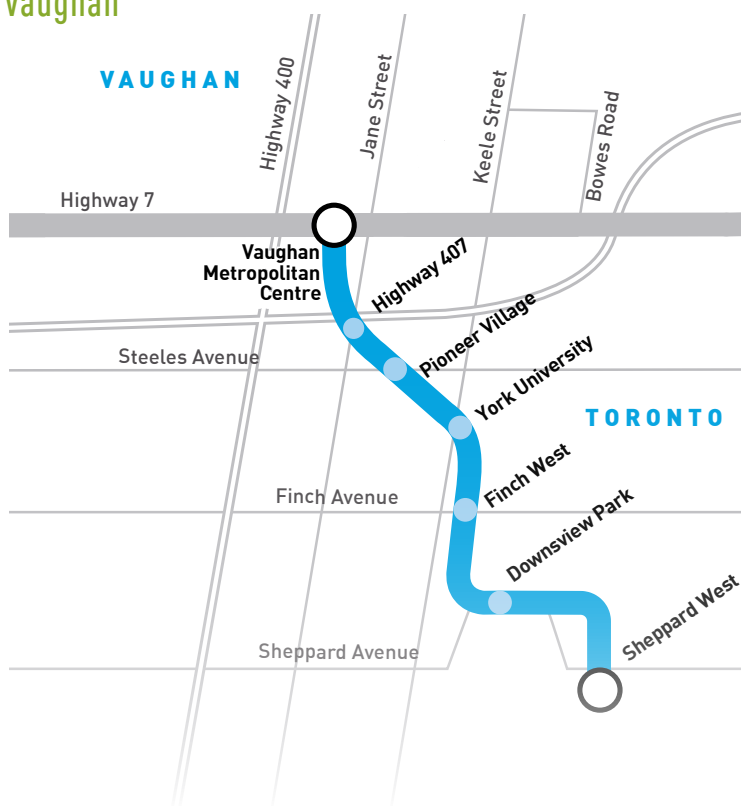 Vaughan
VAUGHAN
Highway 400
Jane Street
Keele Street
Bowes Road
Highway 7
Vaughan
Metropolitan
Centre
Highway 407
Steeles Avenue
Pioneer Village
York University
TORONTO
Finch Avenue
Finch West
Downsview Park
Sheppard Avenue
Sheppard West